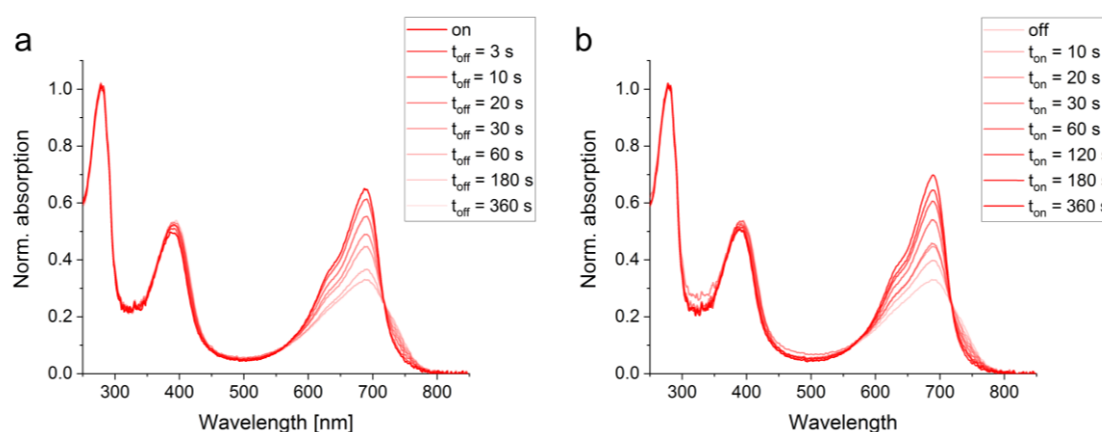 a
on
t_off = 3 s
t_off = 10 s
t_off = 20 s
t_off = 30 s
t_off = 60 s
t_off = 180 s
t_off = 360 s
Norm. absorption
1.0
0.8
0.6
0.4
0.2
0.0
300 400 500 600 700 800
Wavelength [nm]
b
off
t_on = 10 s
t_on = 20 s
t_on = 30 s
t_on = 60 s
t_on = 120 s
t_on = 180 s
t_on = 360 s
Norm. absorption
1.0
0.8
0.6
0.4
0.2
0.0
300 400 500 600 700 800
Wavelength